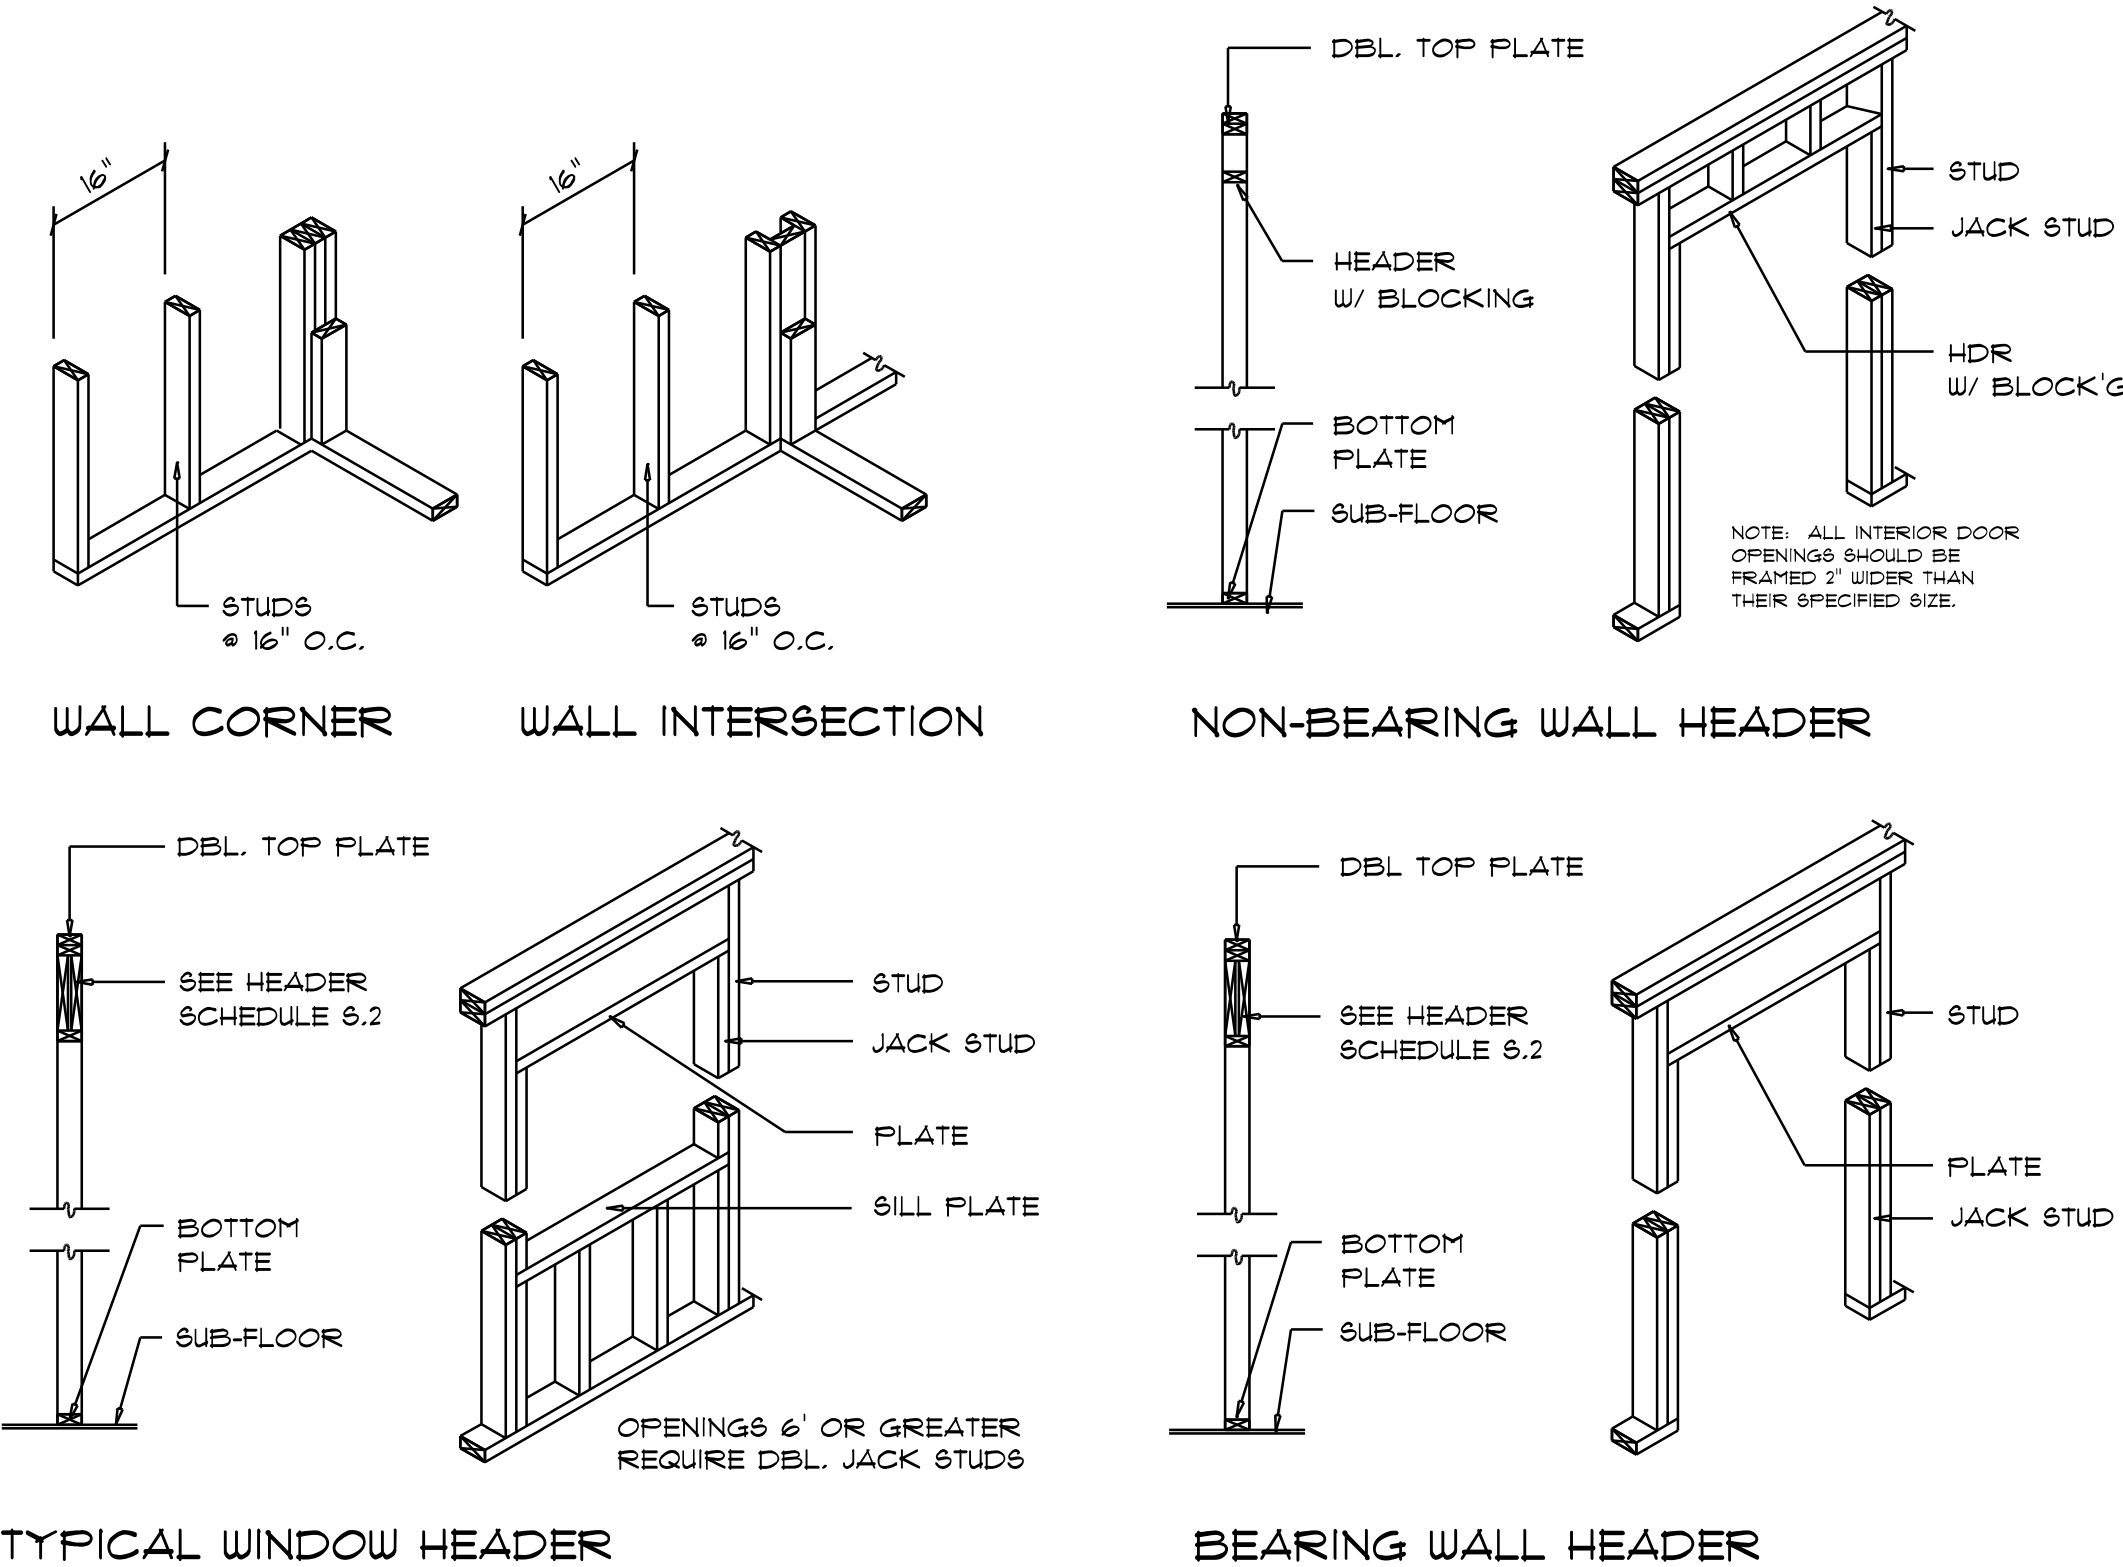 16"
STUDS
@ 16" O.C.
WALL CORNER
16"
STUDS
@ 16" O.C.
WALL INTERSECTION
DBL. TOP PLATE
HEADER
W/ BLOCKING
BOTTOM
PLATE
SUB-FLOOR
STUD
JACK STUD
HDR
W/ BLOCK'G
NOTE: ALL INTERIOR DOOR
OPENINGS SHOULD BE
FRAMED 2" WIDER THAN
THEIR SPECIFIED SIZE.
NON-BEARING WALL HEADER
DBL. TOP PLATE
SEE HEADER
SCHEDULE S.2
BOTTOM
PLATE
SUB-FLOOR
STUD
JACK STUD
PLATE
SILL PLATE
OPENINGS 6' OR GREATER
REQUIRE DBL. JACK STUDS
TYPICAL WINDOW HEADER
DBL TOP PLATE
SEE HEADER
SCHEDULE S.2
BOTTOM
PLATE
SUB-FLOOR
STUD
PLATE
JACK STUD
BEARING WALL HEADER